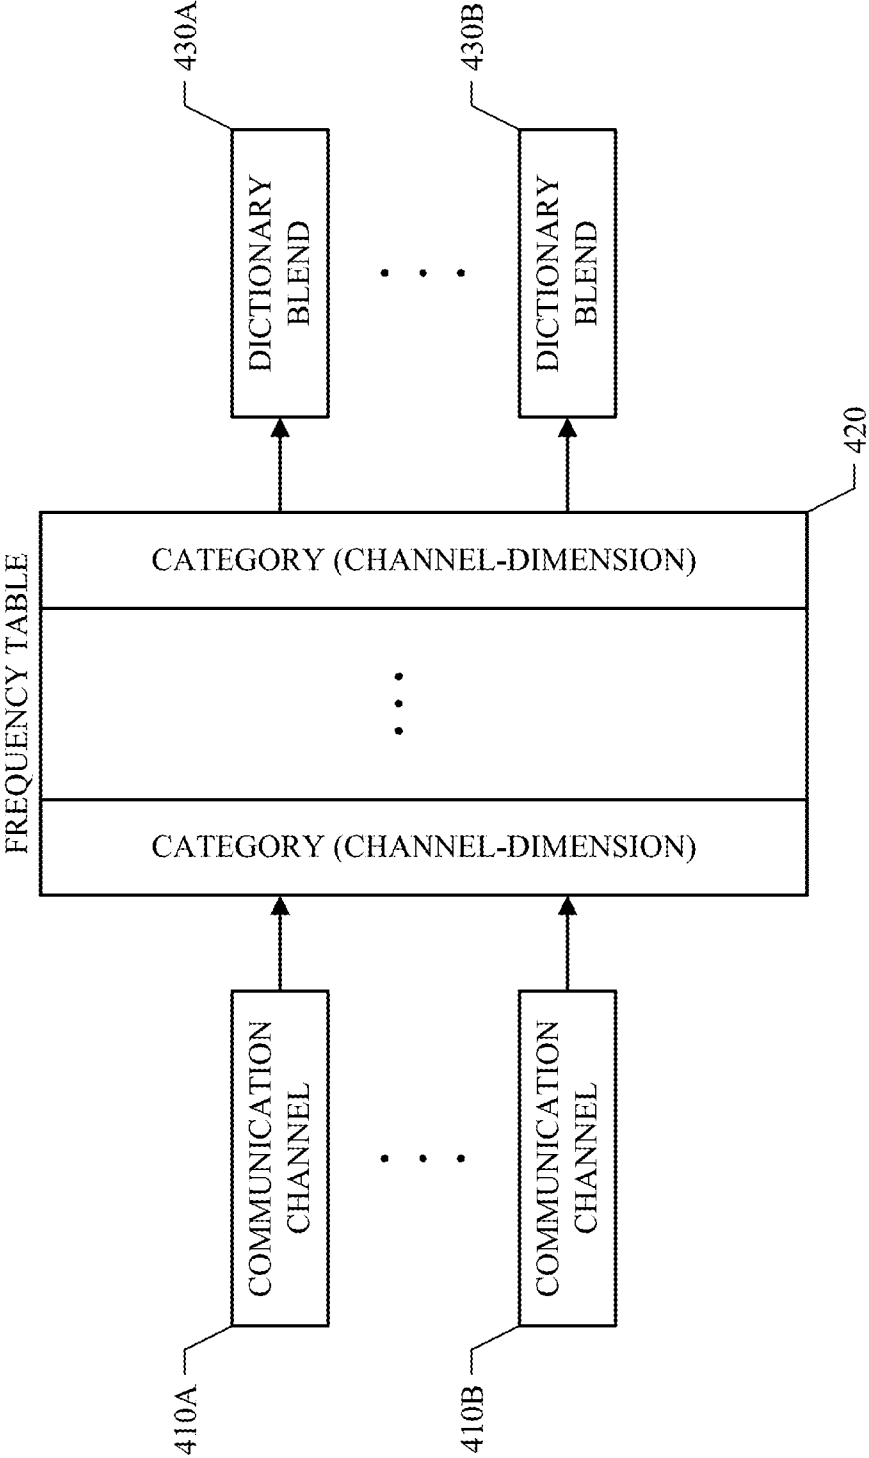 FREQUENCY TABLE
410A
COMMUNICATION
CHANNEL
410B
COMMUNICATION
CHANNEL
CATEGORY (CHANNEL-DIMENSION)
CATEGORY (CHANNEL-DIMENSION)
420
430A
DICTIONARY
BLEND
430B
DICTIONARY
BLEND